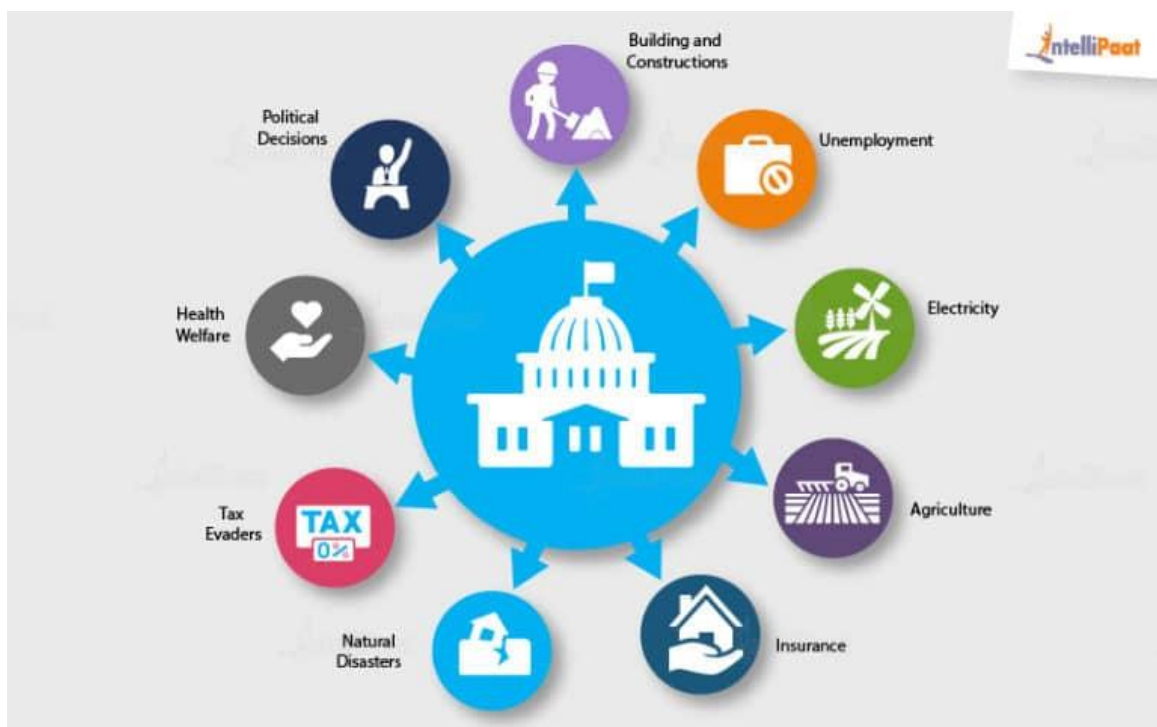 Building and
Constructions
IntelliPaat
Political
Decisions
Unemployment
Health
Welfare
Electricity
Tax
Evaders
TAX
0%
Agriculture
Natural
Disasters
Insurance